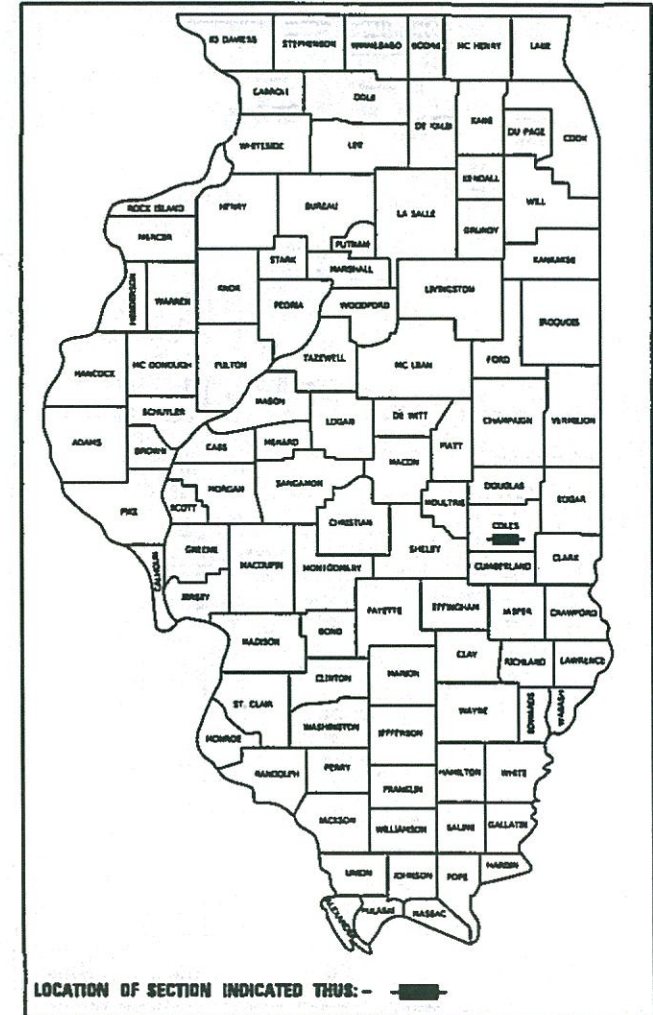 JO DAVIESS STEPHENSON WINNEBAGO BOONE MC HENRY LAKE
CARROLL OGLE
DE KALB KANE DU PAGE COOK
WHITESIDE LEE
KENDALL
ROCK ISLAND HENRY BUREAU LA SALLE WILL
MERCER PUTNAM GRUNDY
STARK MARSHALL KANKAKEE
HENDERSON WARREN KNOX PEORIA WOODFORD LIVINGSTON IROQUOIS
HANCOCK MC DONOUGH FULTON TAZEWELL MC LEAN FORD
MASON
SCHUYLER LOGAN DE WITT CHAMPAIGN VERMILION
ADAMS BROWN CASS MENARD PIATT
MACON
PIKE SCOTT MORGAN SANGAMON MOULTRIE DOUGLAS EDGAR
CHRISTIAN COLES
CALHOUN GREENE MACOUPIN MONTGOMERY SHELBY CUMBERLAND CLARK
JERSEY FAYETTE EFFINGHAM JASPER CRAWFORD
MADISON BOND
CLAY RICHLAND LAWRENCE
CLINTON MARION
ST. CLAIR WAYNE EDWARDS WABASH
MONROE WASHINGTON JEFFERSON
RANDOLPH PERRY HAMILTON WHITE
FRANKLIN
JACKSON WILLIAMSON SALINE GALLATIN
UNION JOHNSON POPE HARDIN
ALEXANDER PULASKI MASSAC
LOCATION OF SECTION INDICATED THUS: -